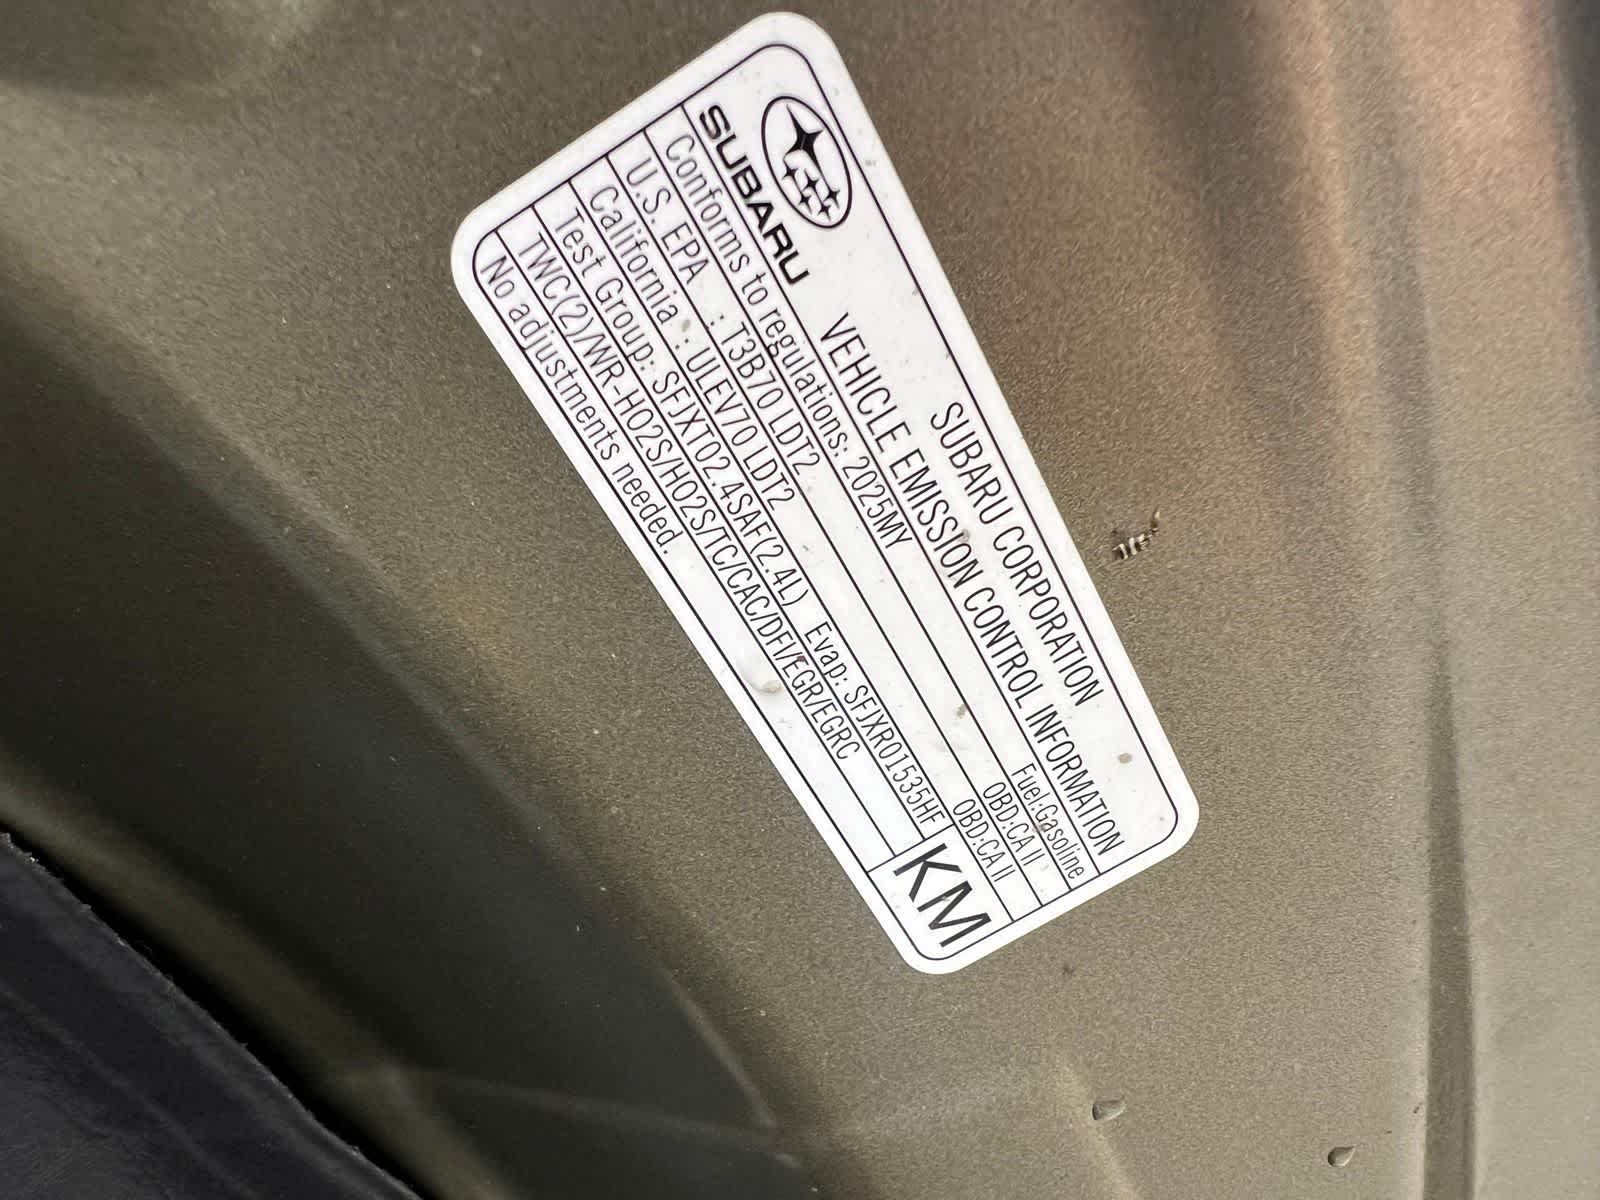 SUBARU
SUBARU CORPORATION
VEHICLE EMISSION CONTROL INFORMATION
Conforms to regulations: 2025MY Fuel:Gasoline
U.S. EPA : T3B70 LDT2 OBD:CA II
California : ULEV70 LDT2 OBD:CA II
Test Group: SFJXT02.4SAF(2.4L) Evap: SFJXR01535HF
TWC(2)/WR-HO2S/HO2S/TC/CAC/DFI/EGR/EGRC
No adjustments needed.
KM